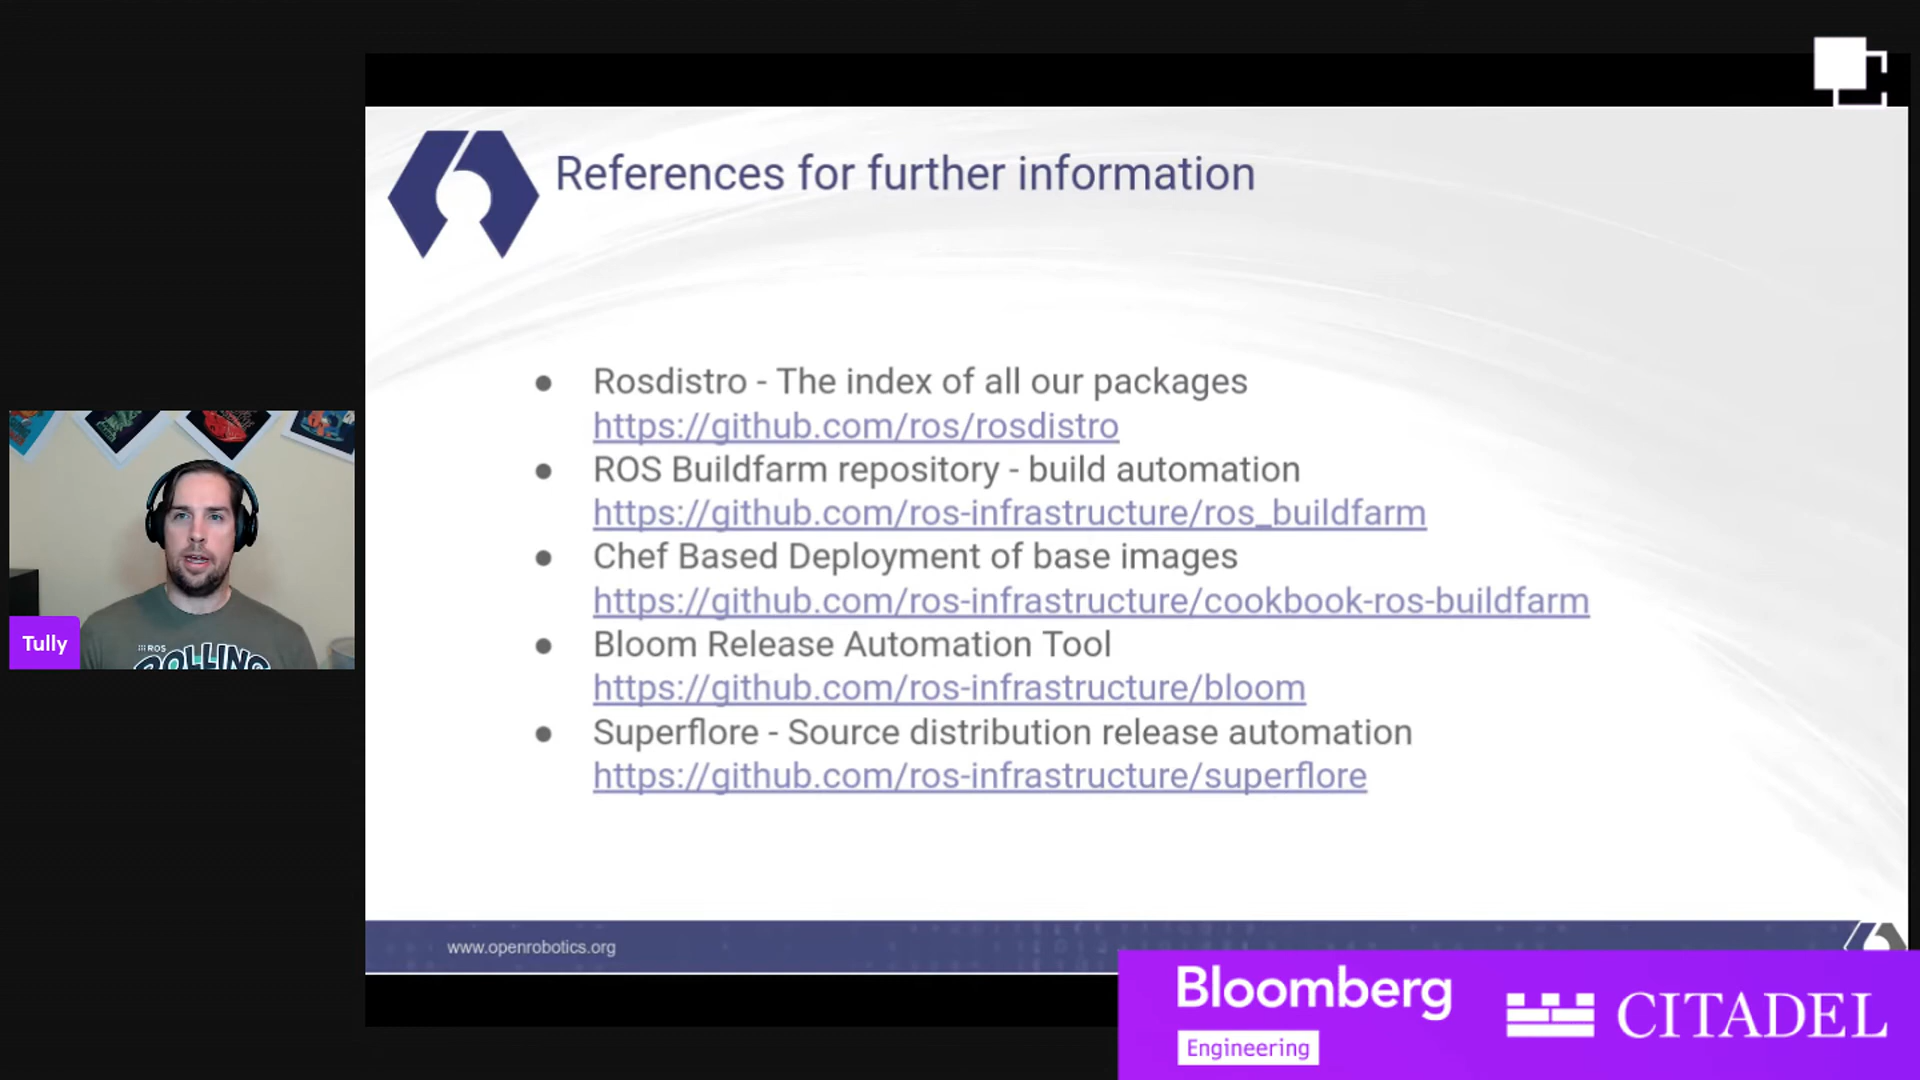 References for further information
Rosdistro - The index of all our packages
https://github.com/ros/rosdistro
ROS Buildfarm repository - build automation
https://github.com/ros-infrastructure/ros_buildfarm
Chef Based Deployment of base images
https://github.com/ros-infrastructure/cookbook-ros-buildfarm
Bloom Release Automation Tool
https://github.com/ros-infrastructure/bloom
Superflore - Source distribution release automation
https://github.com/ros-infrastructure/superflore
Tully
ROS
ROLLING
www.openrobotics.org
Bloomberg
Engineering
CITADEL